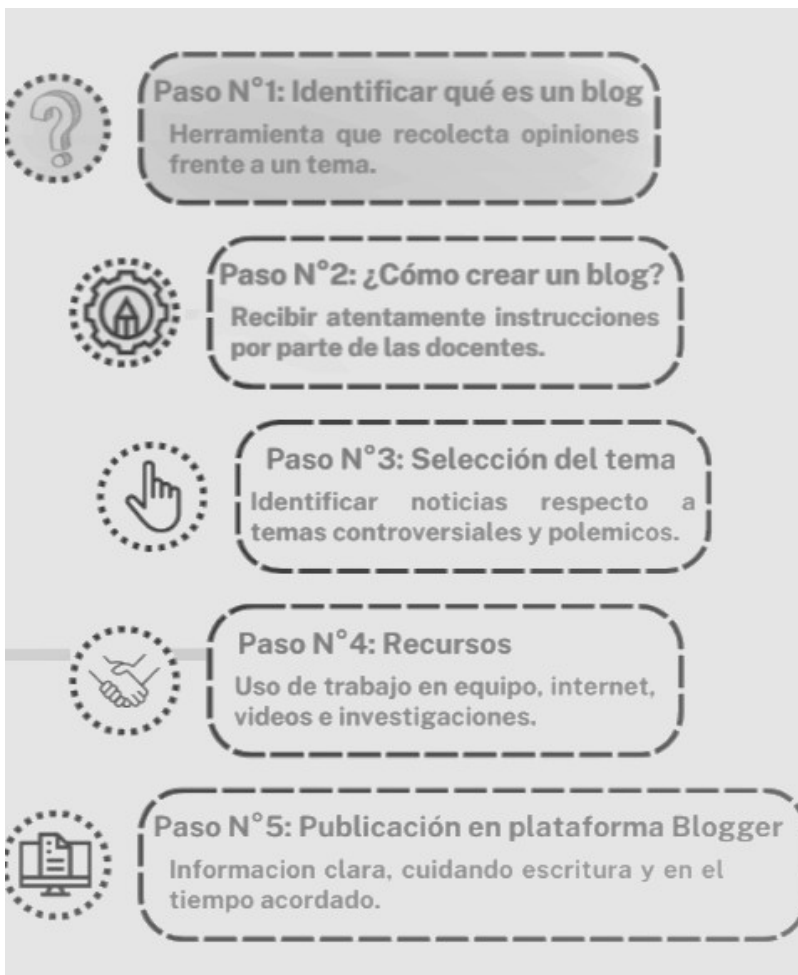 Paso N°1: Identificar qué es un blog
Herramienta que recolecta opiniones
frente a un tema.
Paso N°2: ¿Cómo crear un blog?
Recibir atentamente instrucciones
por parte de las docentes.
Paso N°3: Selección del tema
Identificar noticias respecto a
temas controversiales y polemicos.
Paso N°4: Recursos
Uso de trabajo en equipo, internet,
videos e investigaciones.
Paso N°5: Publicación en plataforma Blogger
Informacion clara, cuidando escritura y en el
tiempo acordado.